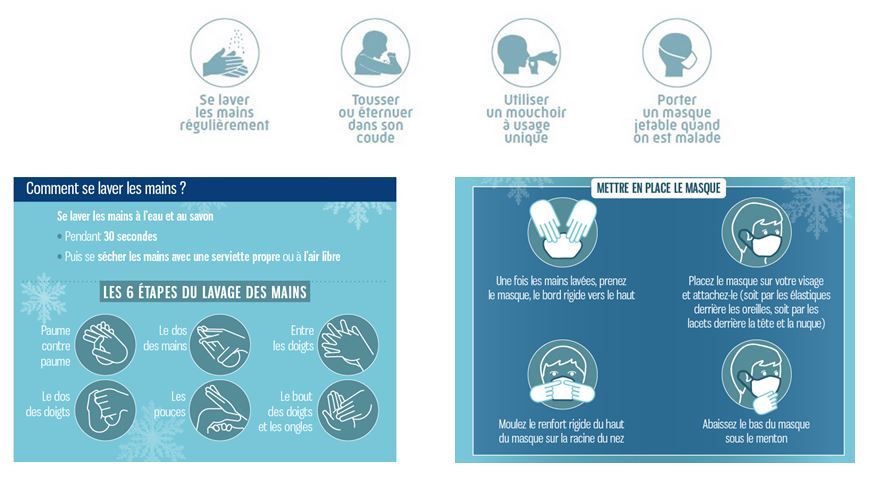 Se laver
les mains
régulièrement
Tousser
ou éternuer
dans son
coude
Utiliser
un mouchoir
à usage
unique
Porter
un masque
jetable quand
on est malade
Comment se laver les mains ?
Se laver les mains à l'eau et au savon
• Pendant 30 secondes
• Puis se sécher les mains avec une serviette propre ou à l'air libre
LES 6 ÉTAPES DU LAVAGE DES MAINS
Paume
contre
paume
Le dos
des mains
Entre
les doigts
Le dos
des doigts
Les
pouces
Le bout
des doigts
et les ongles
METTRE EN PLACE LE MASQUE
Une fois les mains lavées, prenez
le masque, le bord rigide vers le haut
Placez le masque sur votre visage
et attachez-le (soit par les élastiques
derrière les oreilles, soit par les
lacets derrière la tête et la nuque)
Moulez le renfort rigide du haut
du masque sur la racine du nez
Abaissez le bas du masque
sous le menton